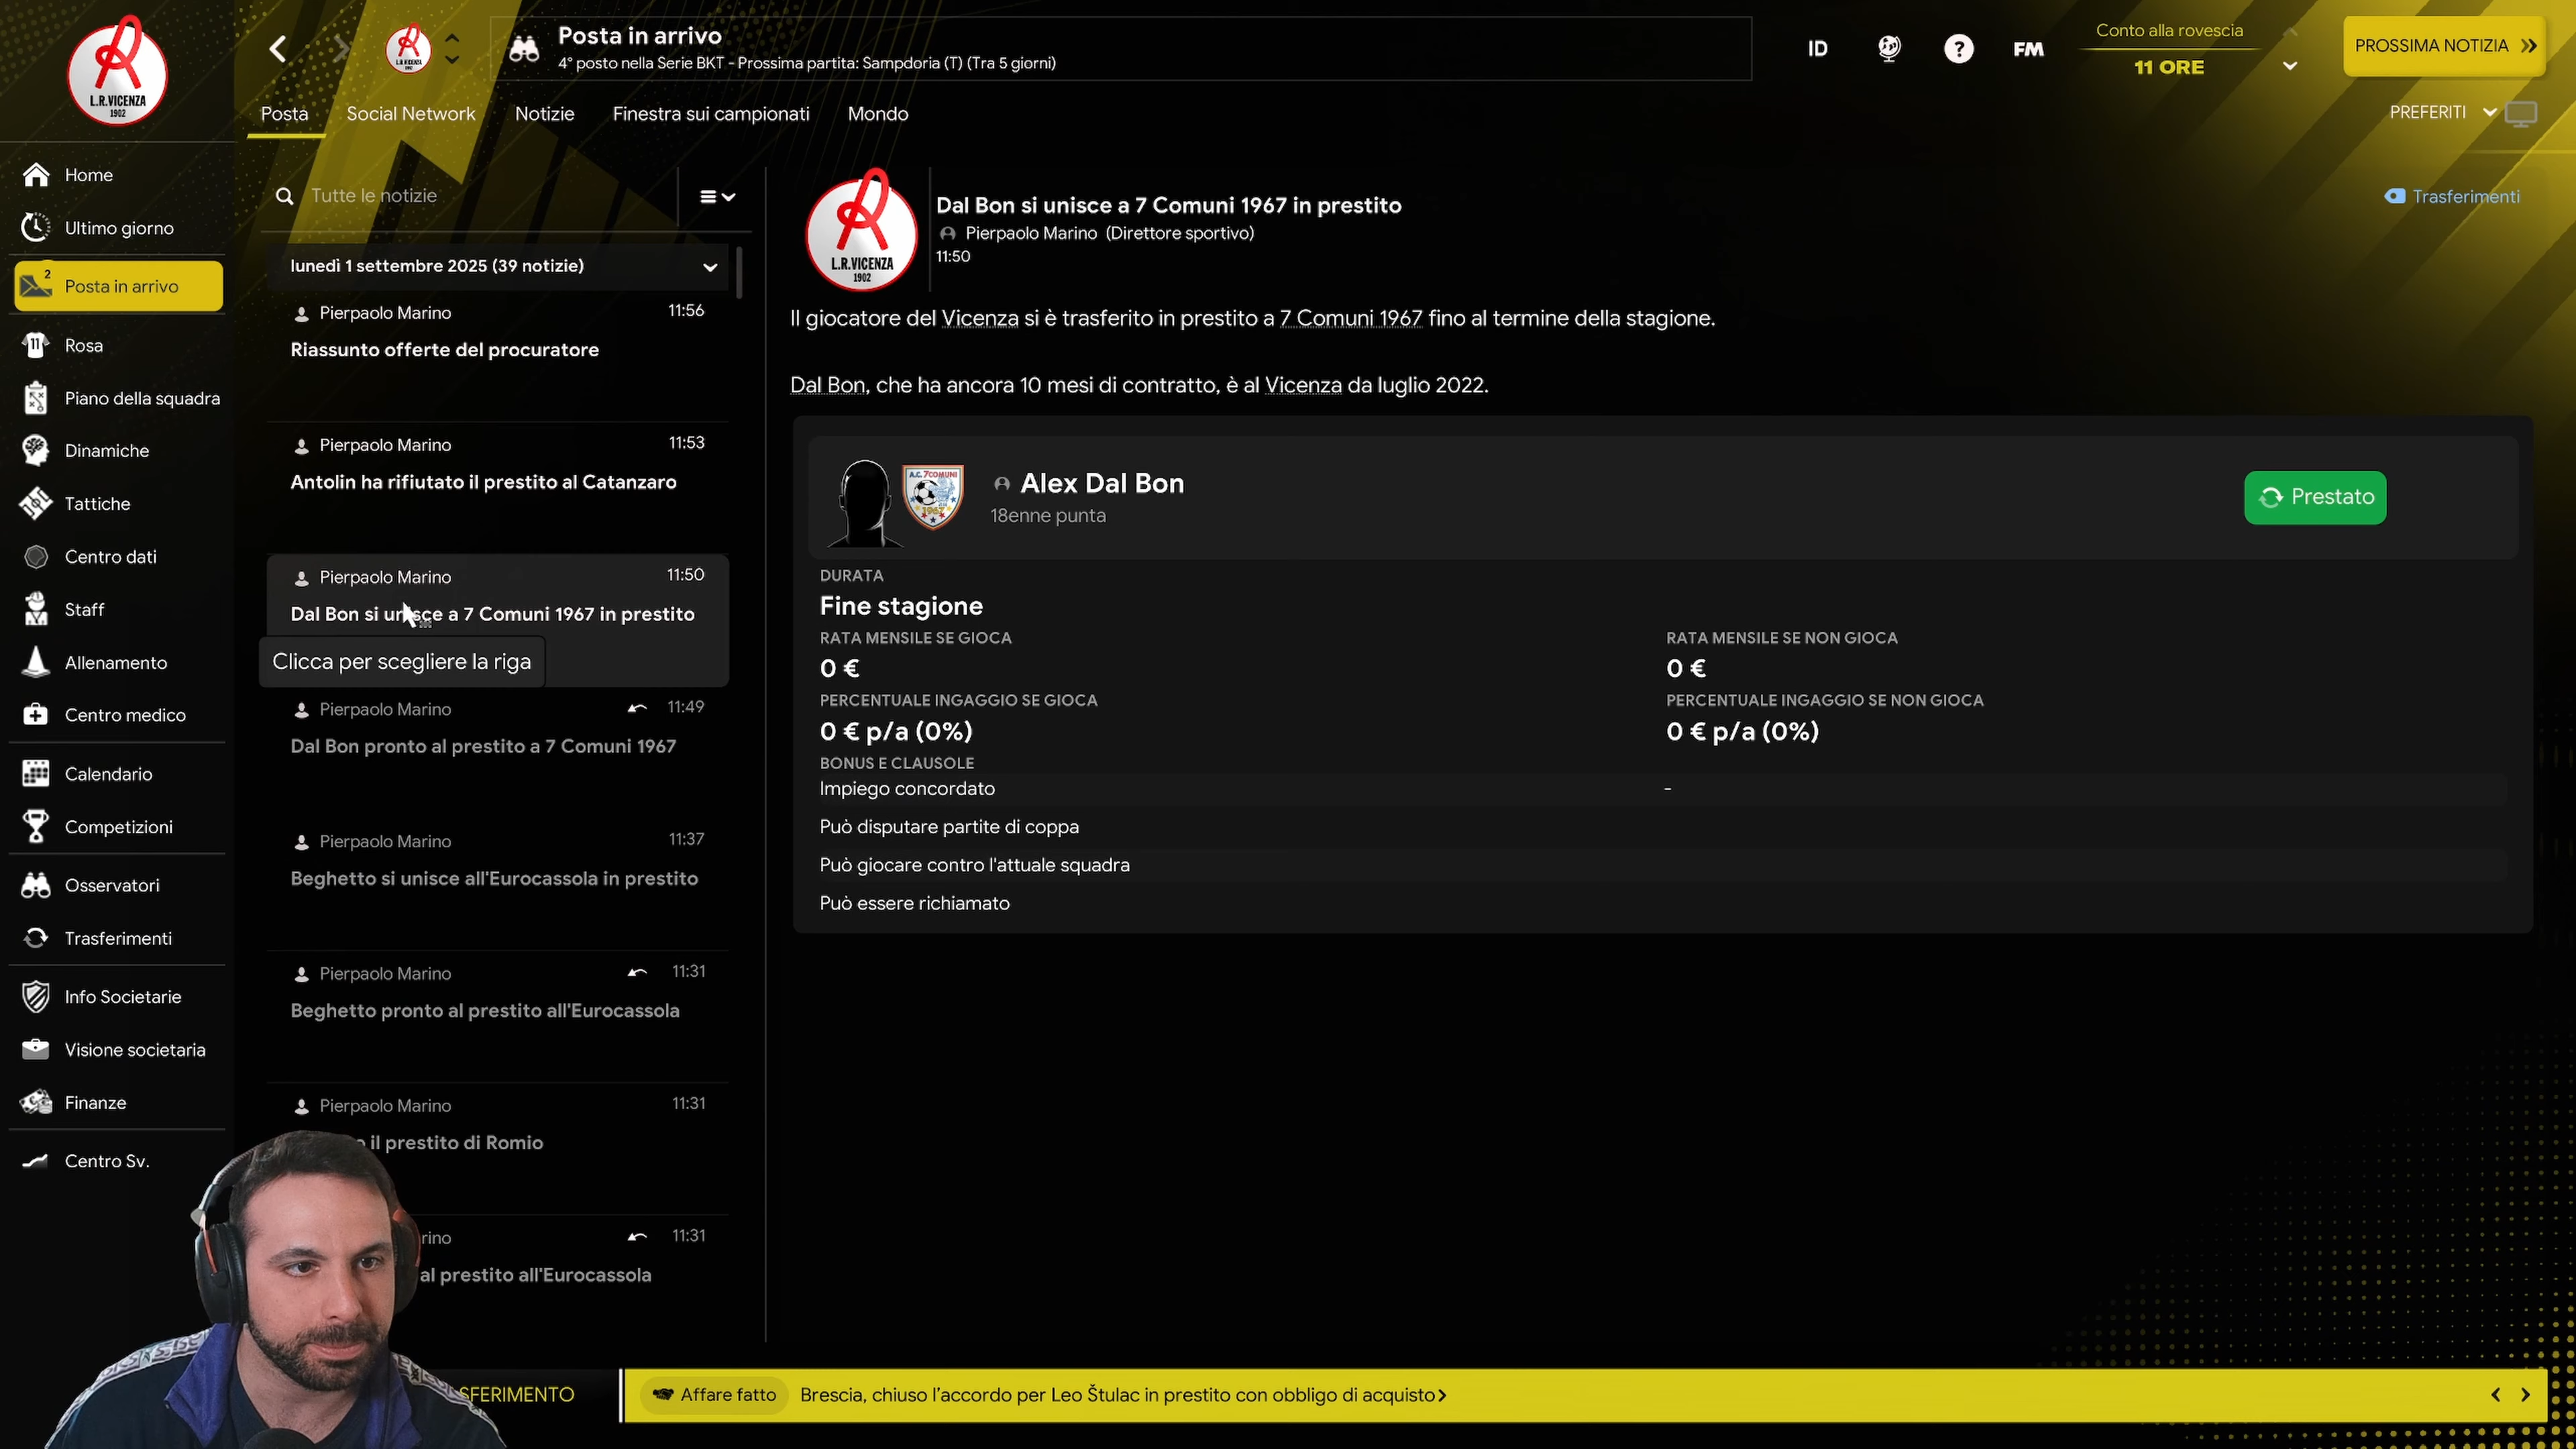 L.R.VICENZA
1902
Posta in arrivo
4° posto nella Serie BKT - Prossima partita: Sampdoria (T) (Tra 5 giorni)
ID
FM
Conto alla rovescia
11 ORE
PROSSIMA NOTIZIA
Posta
Social Network
Notizie
Finestra sui campionati
Mondo
PREFERITI
Home
Ultimo giorno
2
Posta in arrivo
11
Rosa
Piano della squadra
Dinamiche
Tattiche
Centro dati
Staff
Allenamento
Centro medico
Calendario
Competizioni
Osservatori
Trasferimenti
Info Societarie
Visione societaria
Finanze
Centro Sv.
Tutte le notizie
lunedì 1 settembre 2025 (39 notizie)
Pierpaolo Marino 11:56
Riassunto offerte del procuratore
Pierpaolo Marino 11:53
Antolin ha rifiutato il prestito al Catanzaro
Pierpaolo Marino 11:50
Dal Bon si unisce a 7 Comuni 1967 in prestito
Clicca per scegliere la riga
Pierpaolo Marino 11:49
Dal Bon pronto al prestito a 7 Comuni 1967
Pierpaolo Marino 11:37
Beghetto si unisce all'Eurocassola in prestito
Pierpaolo Marino 11:31
Beghetto pronto al prestito all'Eurocassola
Pierpaolo Marino 11:31
il prestito di Romio
rino 11:31
al prestito all'Eurocassola
L.R.VICENZA
1902
Dal Bon si unisce a 7 Comuni 1967 in prestito
Pierpaolo Marino (Direttore sportivo)
11:50
Trasferimenti
Il giocatore del Vicenza si è trasferito in prestito a 7 Comuni 1967 fino al termine della stagione.
Dal Bon, che ha ancora 10 mesi di contratto, è al Vicenza da luglio 2022.
A.C. 7COMUNI
1967
Alex Dal Bon
18enne punta
Prestato
DURATA
Fine stagione
RATA MENSILE SE GIOCA
0 €
RATA MENSILE SE NON GIOCA
0 €
PERCENTUALE INGAGGIO SE GIOCA
0 € p/a (0%)
PERCENTUALE INGAGGIO SE NON GIOCA
0 € p/a (0%)
BONUS E CLAUSOLE
Impiego concordato -
Può disputare partite di coppa
Può giocare contro l'attuale squadra
Può essere richiamato
SFERIMENTO
Affare fatto
Brescia, chiuso l'accordo per Leo Štulac in prestito con obbligo di acquisto